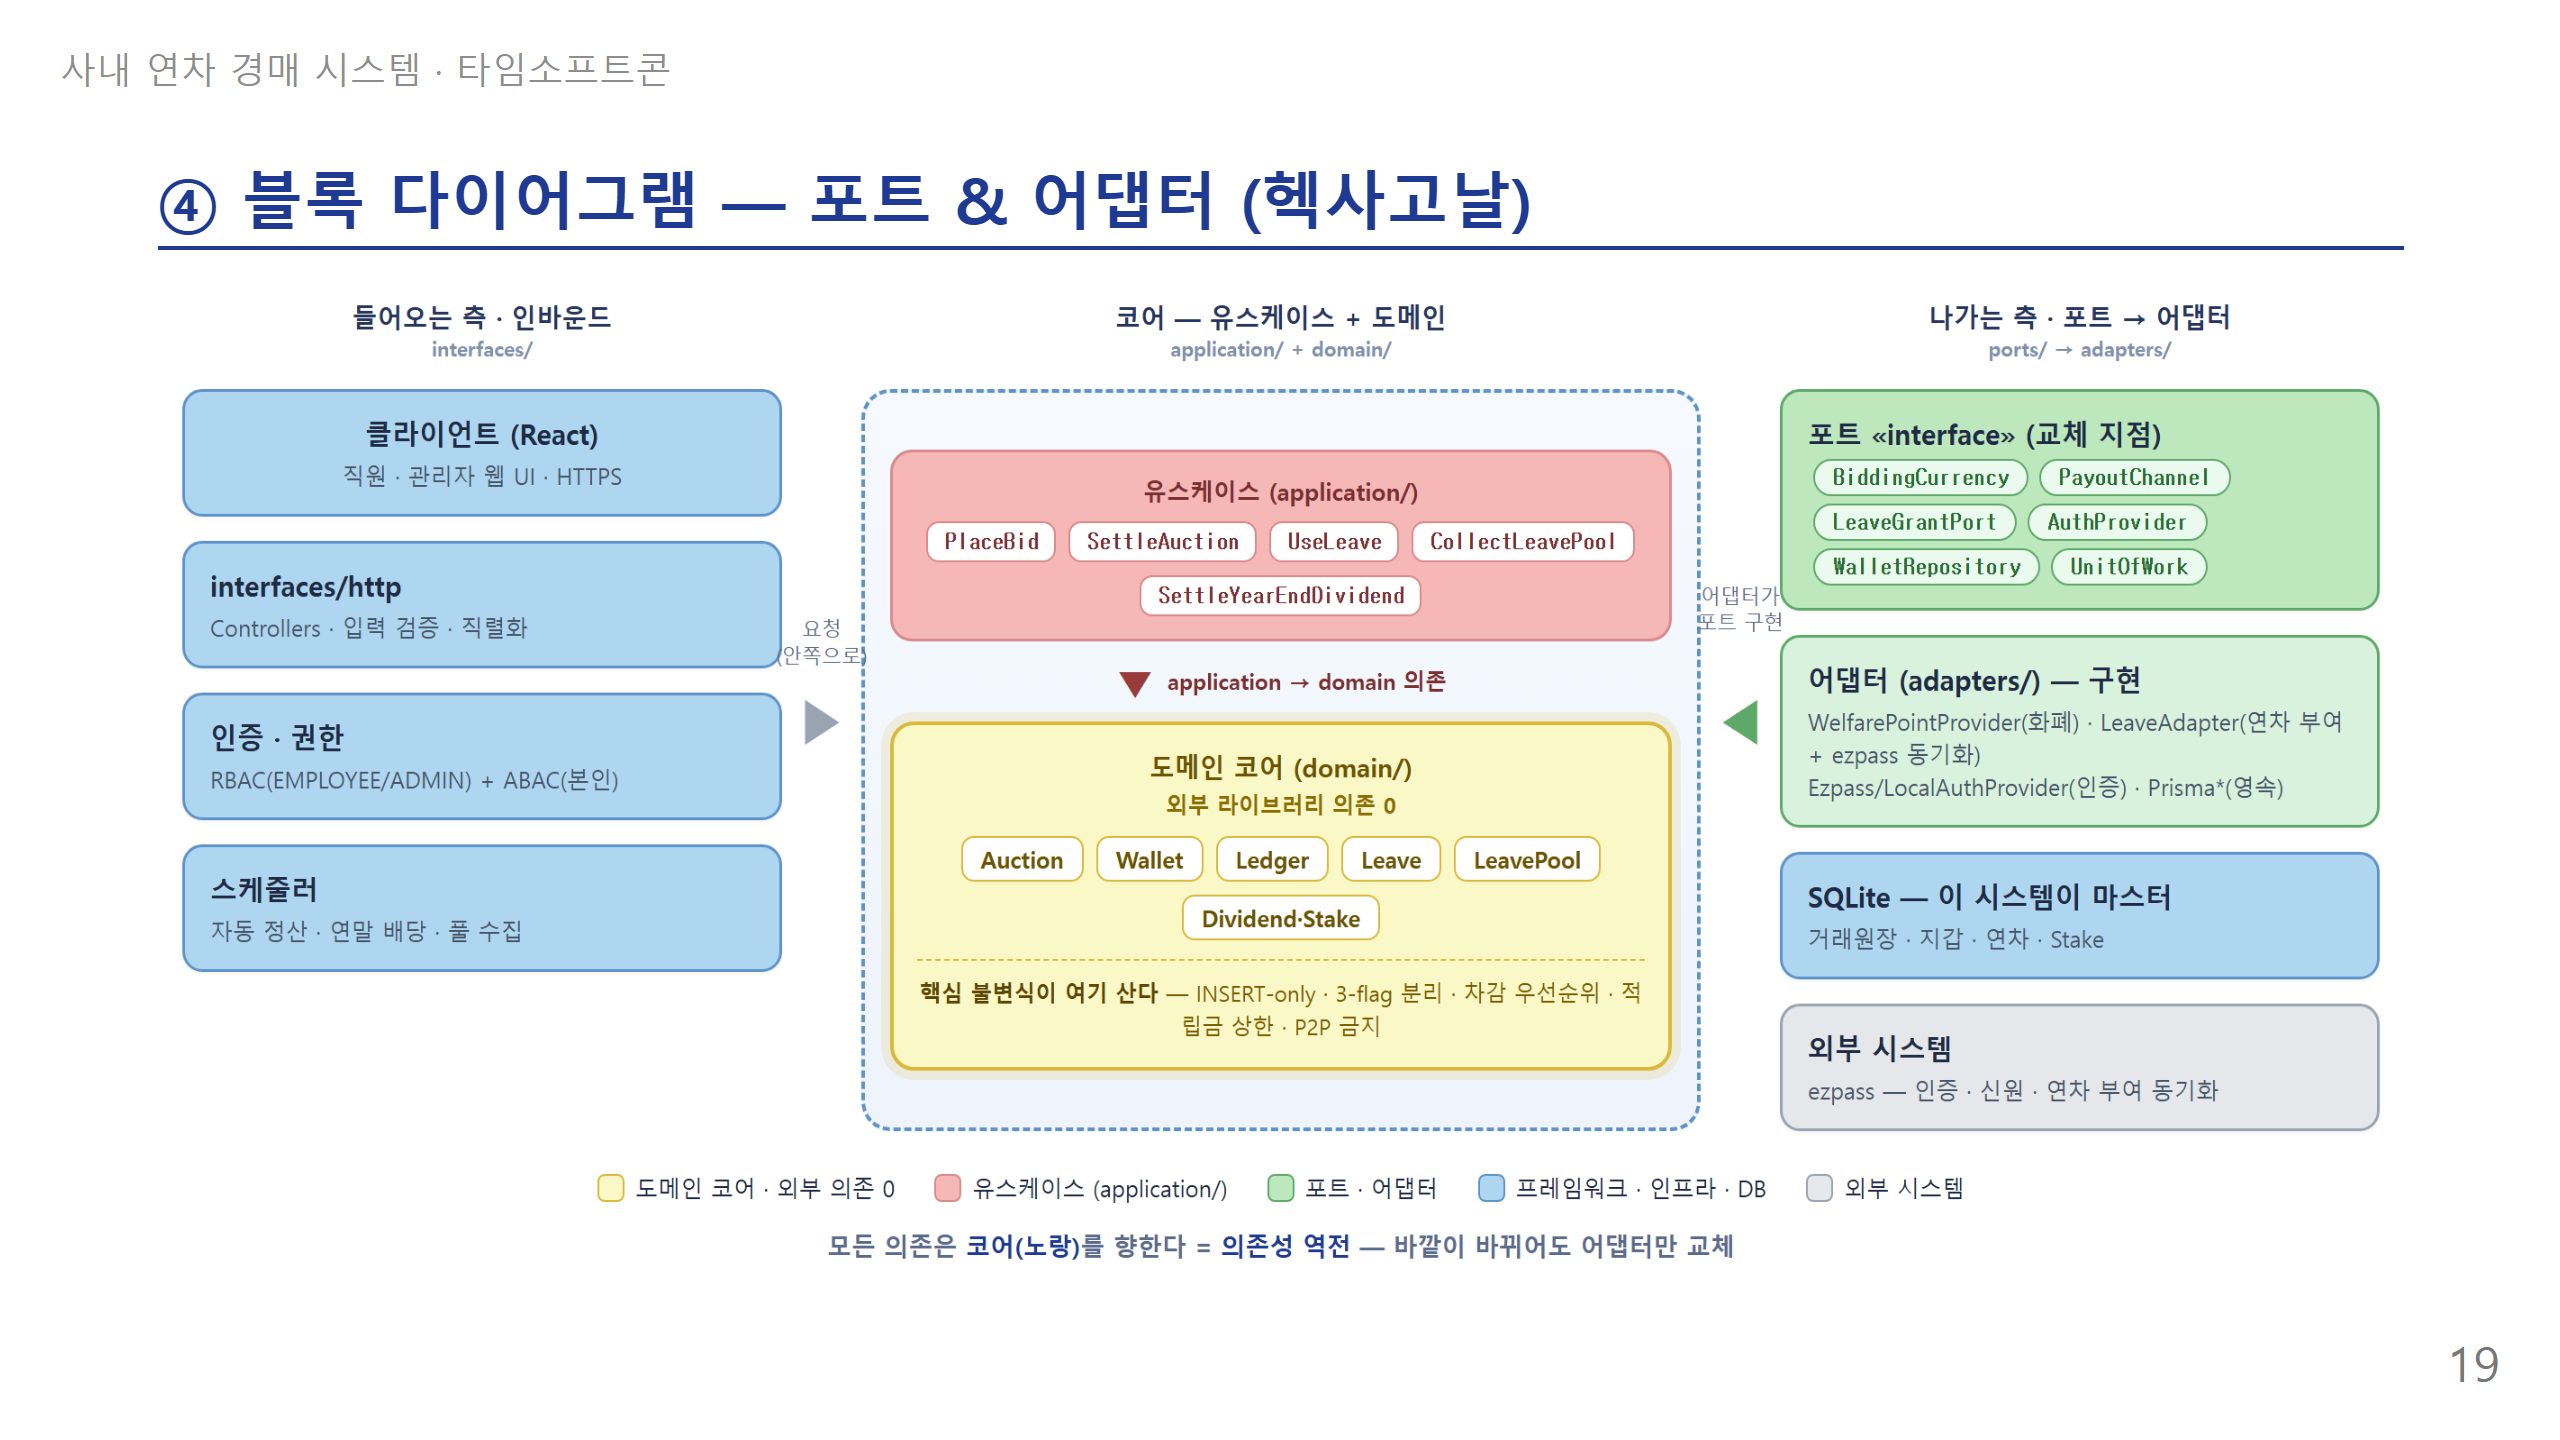 사내 연차 경매 시스템 · 타임소프트콘
④ 블록 다이어그램 — 포트 & 어댑터 (헥사고날)
들어오는 측 · 인바운드
interfaces/
클라이언트 (React)
직원 · 관리자 웹 UI · HTTPS
interfaces/http
Controllers · 입력 검증 · 직렬화
인증 · 권한
RBAC(EMPLOYEE/ADMIN) + ABAC(본인)
스케줄러
자동 정산 · 연말 배당 · 풀 수집
요청
(안쪽으로)
코어 — 유스케이스 + 도메인
application/ + domain/
유스케이스 (application/)
PlaceBid SettleAuction UseLeave CollectLeavePool
SettleYearEndDividend
application → domain 의존
도메인 코어 (domain/)
외부 라이브러리 의존 0
Auction Wallet Ledger Leave LeavePool
Dividend·Stake
핵심 불변식이 여기 산다 — INSERT-only · 3-flag 분리 · 차감 우선순위 · 적
립금 상한 · P2P 금지
어댑터가
포트 구현
나가는 측 · 포트 → 어댑터
ports/ → adapters/
포트 «interface» (교체 지점)
BiddingCurrency PayoutChannel
LeaveGrantPort AuthProvider
WalletRepository UnitOfWork
어댑터 (adapters/) — 구현
WelfarePointProvider(화폐) · LeaveAdapter(연차 부여
+ ezpass 동기화)
Ezpass/LocalAuthProvider(인증) · Prisma*(영속)
SQLite — 이 시스템이 마스터
거래원장 · 지갑 · 연차 · Stake
외부 시스템
ezpass — 인증 · 신원 · 연차 부여 동기화
도메인 코어 · 외부 의존 0 유스케이스 (application/) 포트 · 어댑터 프레임워크 · 인프라 · DB 외부 시스템
모든 의존은 코어(노랑)를 향한다 = 의존성 역전 — 바깥이 바뀌어도 어댑터만 교체
19